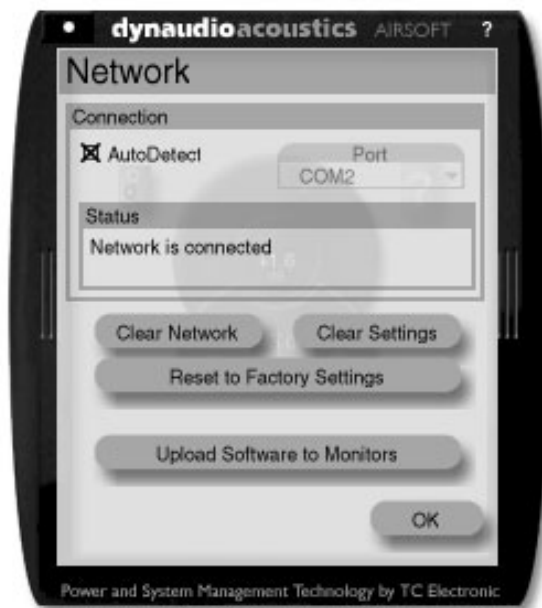 dynaudioacoustics AIRSOFT ?
Network
Connection
AutoDetect
Port
COM2
Status
Network is connected
Clear Network
Clear Settings
Reset to Factory Settings
Upload Software to Monitors
OK
Power and System Management Technology by TC Electronic